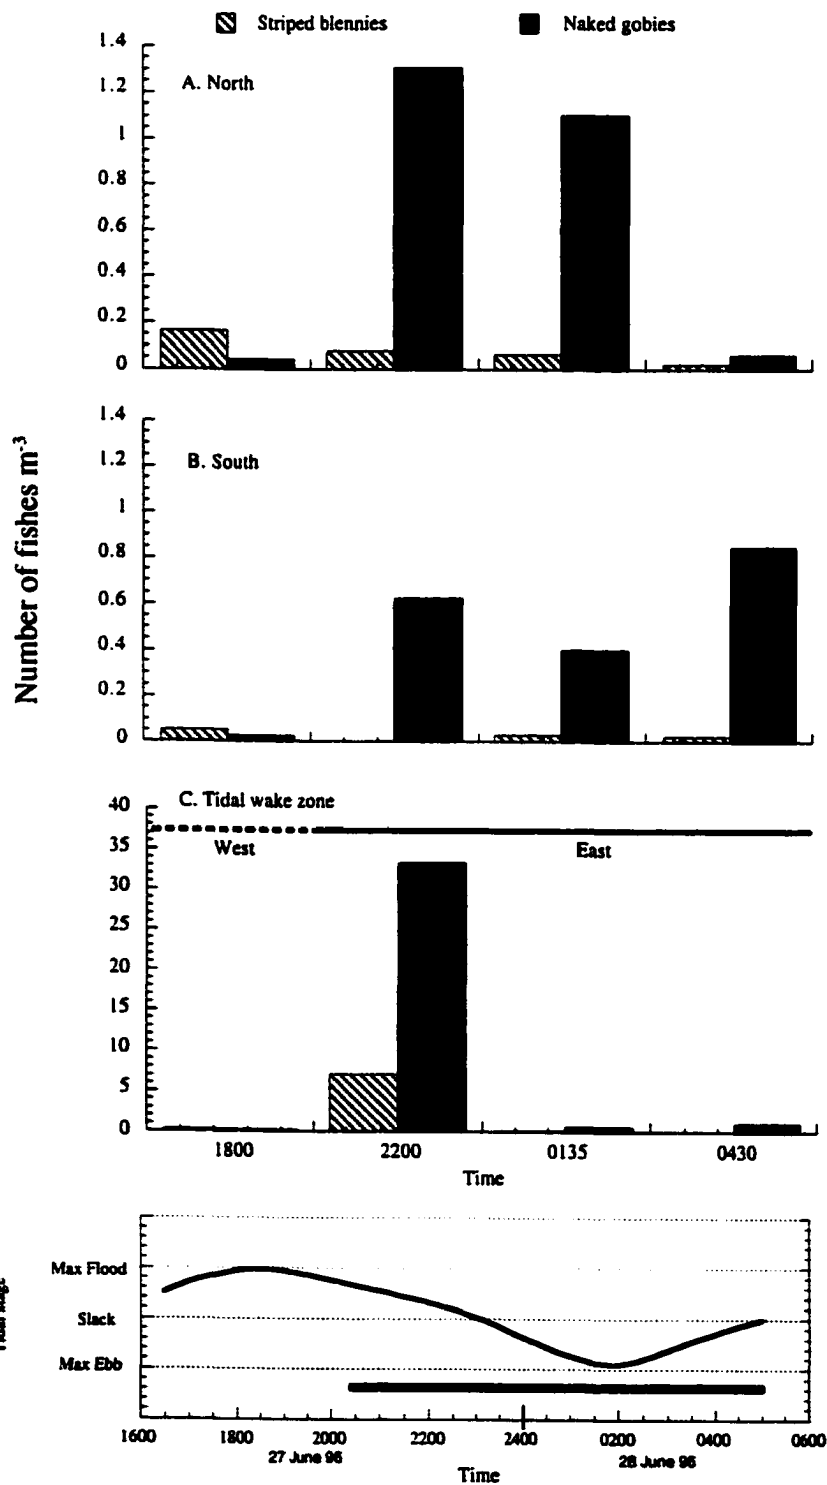 Striped blennies Naked gobies
1.4
A. North
1.2
1
0.8
0.6
0.4
0.2
0
1.4
B. South
1.2
1
0.8
0.6
0.4
0.2
0
Number of fishes m-3
C. Tidal wake zone
40
35
West East
30
25
20
15
10
5
0
1800 2200 0135 0430
Time
Max Flood
Slack
Max Ebb
1600 1800 2000 2200 2400 0200 0400 0600
27 June 96 28 June 96
Time